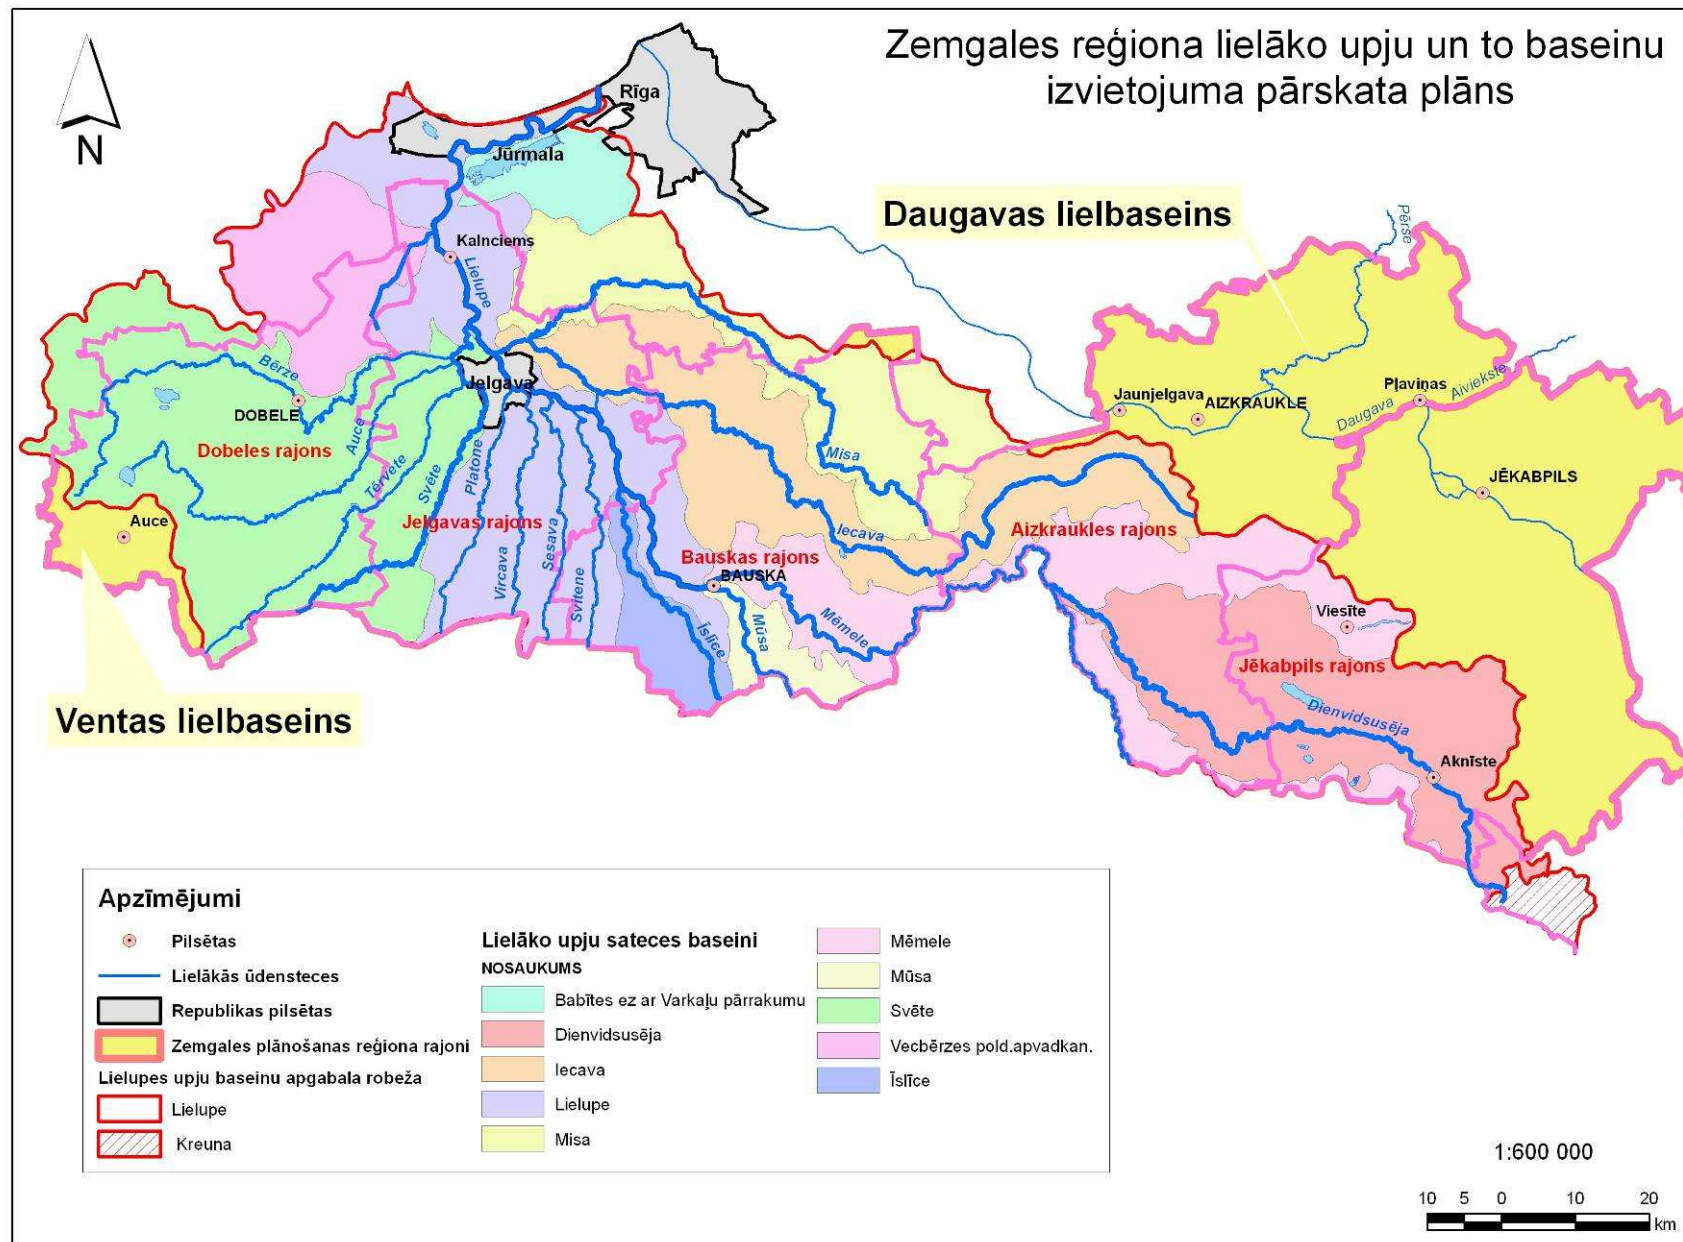 Zemgales reģiona lielāko upju un to baseinu
izvietojuma pārskata plāns
N
Rīga
Jūrmala
Daugavas lielbaseins
Pērse
Kalnciems
Lielupe
Bērze
DOBELE
Jelgava
Auce
Dobeles rajons
Tērvete
Svēte
Platone
Jelgavas rajons
Vircava
Sesava
Svitene
Īslīce
Auce
Ventas lielbaseins
Misa
Iecava
Bauskas rajons
BAUSKA
Mūsa
Mēmele
Aizkraukles rajons
Jaunjelgava
AIZKRAUKLE
Pļaviņas
Daugava
Aiviekste
JĒKABPILS
Viesīte
Jēkabpils rajons
Dienvidsusēja
Aknīste
Apzīmējumi
Pilsētas
Lielākās ūdensteces
Republikas pilsētas
Zemgales plānošanas reģiona rajoni
Lielupes upju baseinu apgabala robeža
Lielupe
Kreuna
Lielāko upju sateces baseini
NOSAUKUMS
Babītes ez ar Varkaļu pārrakumu
Dienvidsusēja
Iecava
Lielupe
Misa
Mēmele
Mūsa
Svēte
Vecbērzes pold.apvadkan.
Īslīce
1:600 000
10 5 0 10 20
km